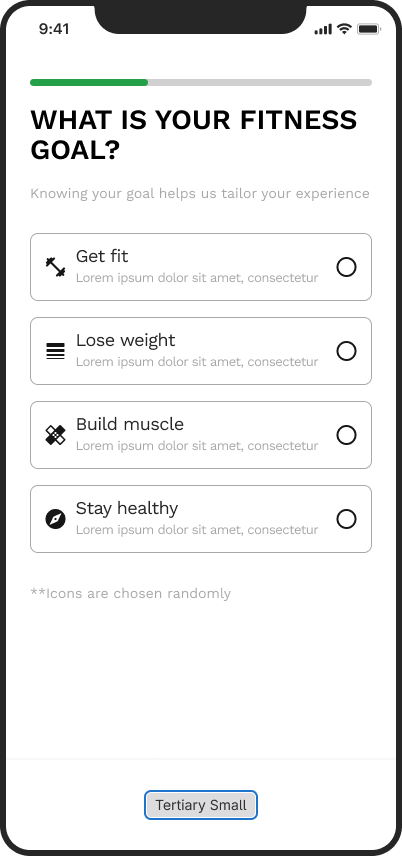 9:41
WHAT IS YOUR FITNESS
GOAL?
Knowing your goal helps us tailor your experience
Get fit
Lorem ipsum dolor sit amet, consectetur
Lose weight
Lorem ipsum dolor sit amet, consectetur
Build muscle
Lorem ipsum dolor sit amet, consectetur
Stay healthy
Lorem ipsum dolor sit amet, consectetur
**Icons are chosen randomly
Tertiary Small